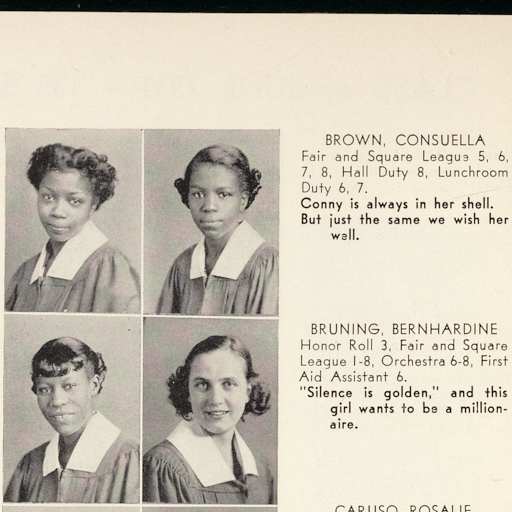 BROWN, CONSUELLA
Fair and Square League 5, 6,
7, 8, Hall Duty 8, Lunchroom
Duty 6, 7.
Conny is always in her shell.
But just the same we wish her
well.
BRUNING, BERNHARDINE
Honor Roll 3, Fair and Square
League 1-8, Orchestra 6-8, First
Aid Assistant 6.
"Silence is golden," and this
girl wants to be a million-
aire.
CARUSO, ROSALIE